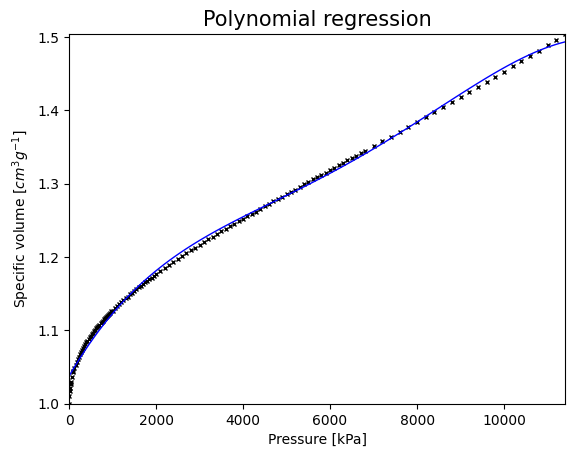 Polynomial regression
1.5
1.4
1.3
1.2
1.1
1.0
Specific volume [cm³g⁻¹]
0 2000 4000 6000 8000 10000
Pressure [kPa]